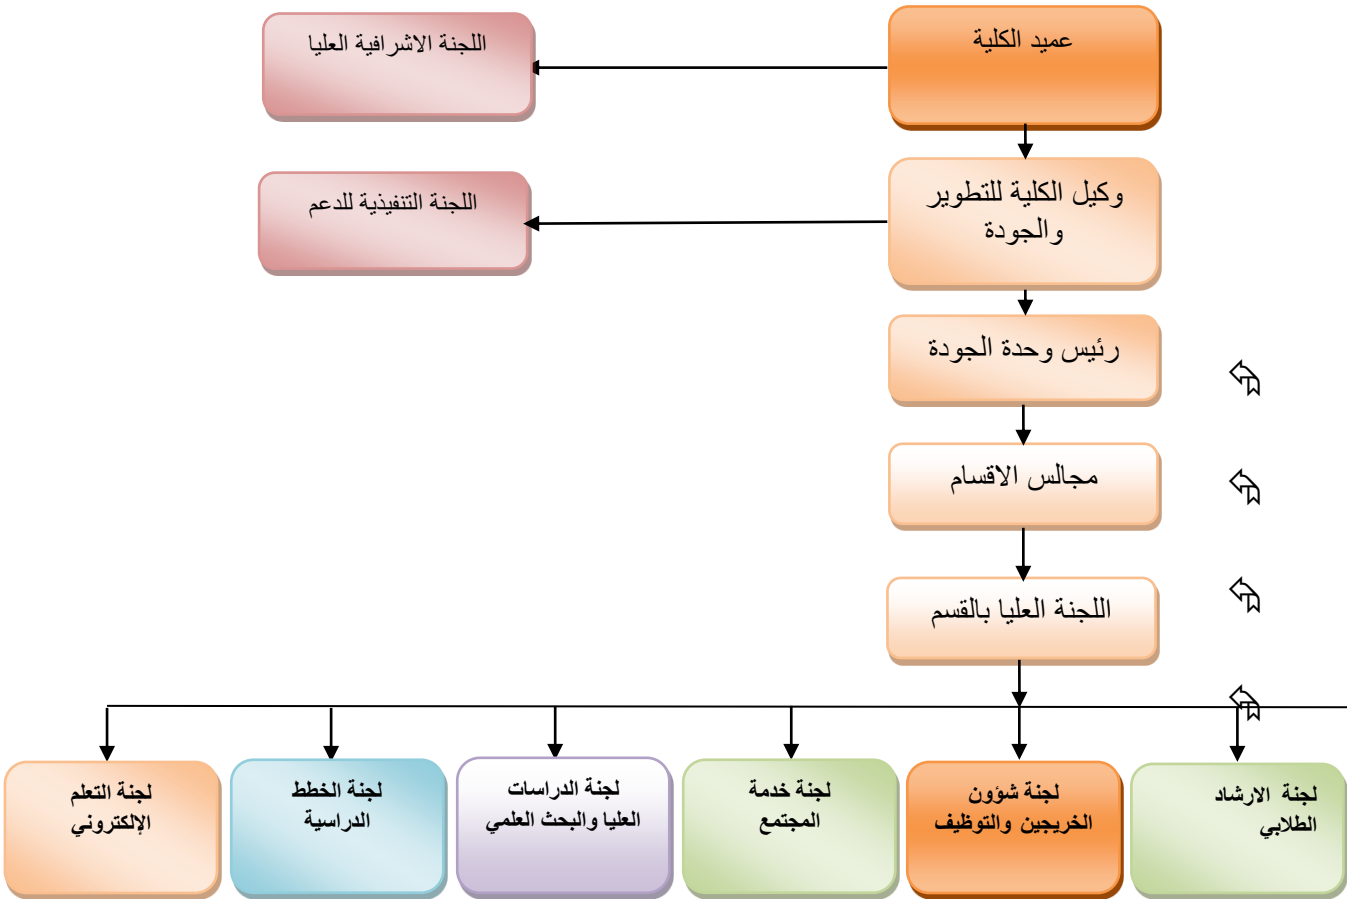 عميد الكلية
اللجنة الاشرافية العليا
وكيل الكلية للتطوير
والجودة
اللجنة التنفيذية للدعم
رئيس وحدة الجودة
مجالس الاقسام
اللجنة العليا بالقسم
لجنة الارشاد
الطلابي
لجنة شؤون
الخريجين والتوظيف
لجنة خدمة
المجتمع
لجنة الدراسات
العليا والبحث العلمي
لجنة الخطط
الدراسية
لجنة التعلم
الإلكتروني